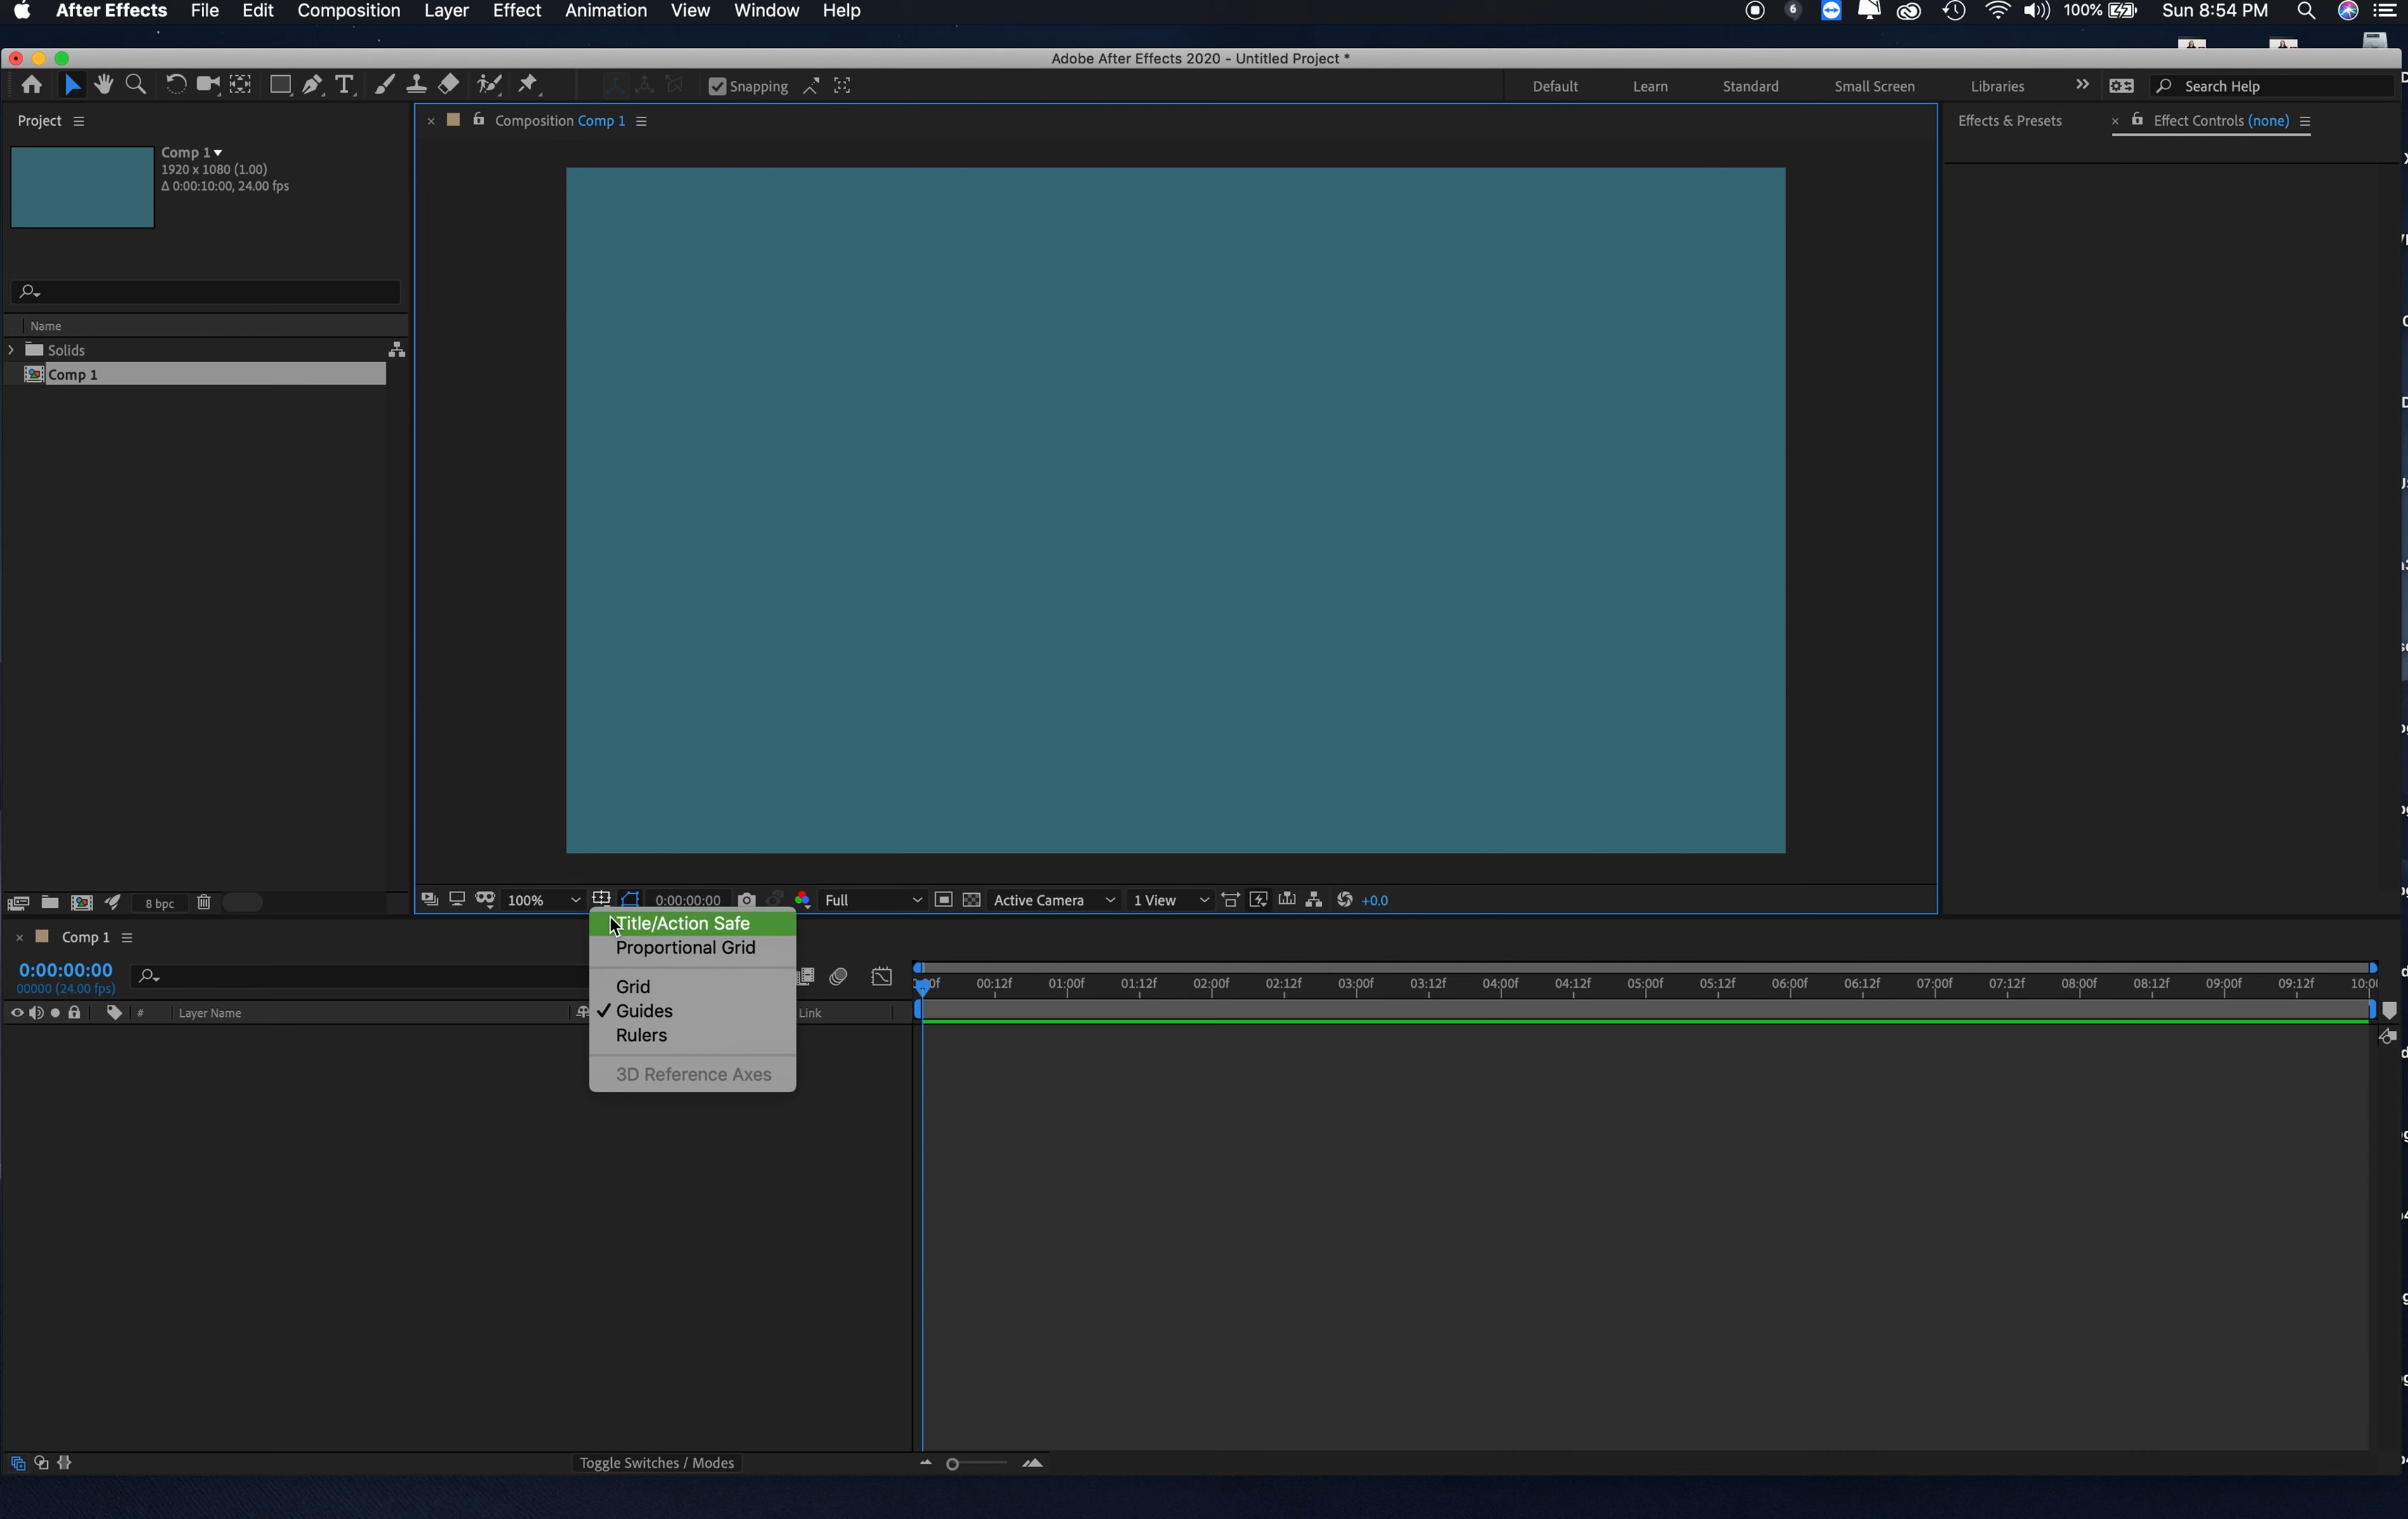 After Effects File Edit Composition Layer Effect Animation View Window Help 6 100% Sun 8:54 PM
Adobe After Effects 2020 - Untitled Project *
Snapping Default Learn Standard Small Screen Libraries Search Help
Project
Composition Comp 1
Effects & Presets
Effect Controls (none)
Comp 1
1920 x 1080 (1.00)
Δ 0:00:10:00, 24.00 fps
Name
Solids
Comp 1
8 bpc
100% 0:00:00:00 Full Active Camera 1 View +0.0
Title/Action Safe
Proportional Grid
Grid
✓ Guides
Rulers
3D Reference Axes
Comp 1
0:00:00:00
00000 (24.00 fps)
# Layer Name
Link
00:12f 01:00f 01:12f 02:00f 02:12f 03:00f 03:12f 04:00f 04:12f 05:00f 05:12f 06:00f 06:12f 07:00f 07:12f 08:00f 08:12f 09:00f 09:12f
Toggle Switches / Modes